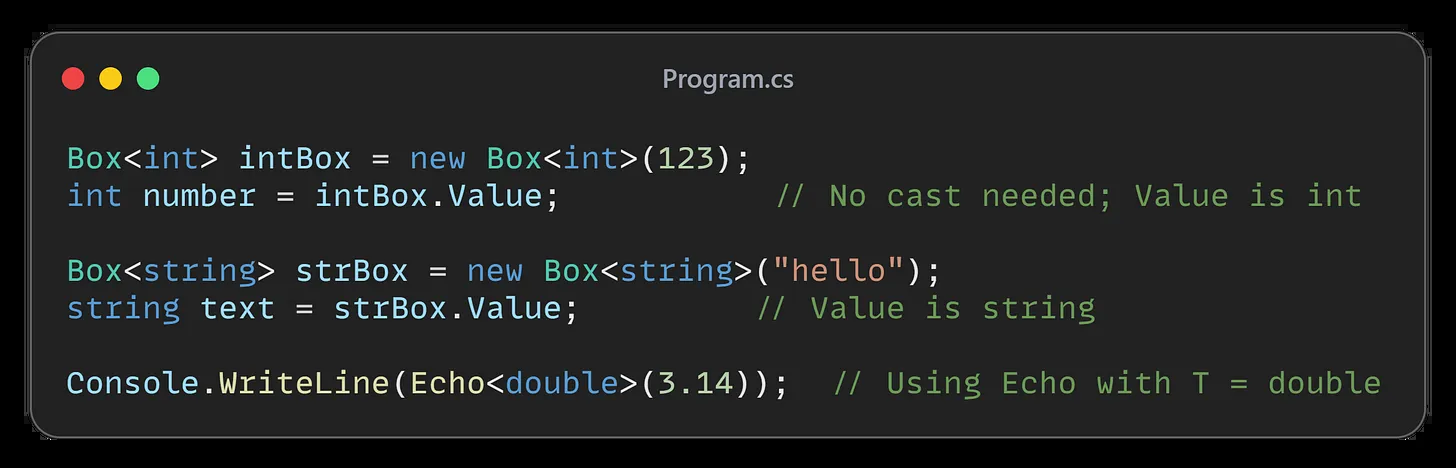 Program.cs
Box<int> intBox = new Box<int>(123);
int number = intBox.Value;            // No cast needed; Value is int
Box<string> strBox = new Box<string>("hello");
string text = strBox.Value;          // Value is string
Console.WriteLine(Echo<double>(3.14));  // Using Echo with T = double